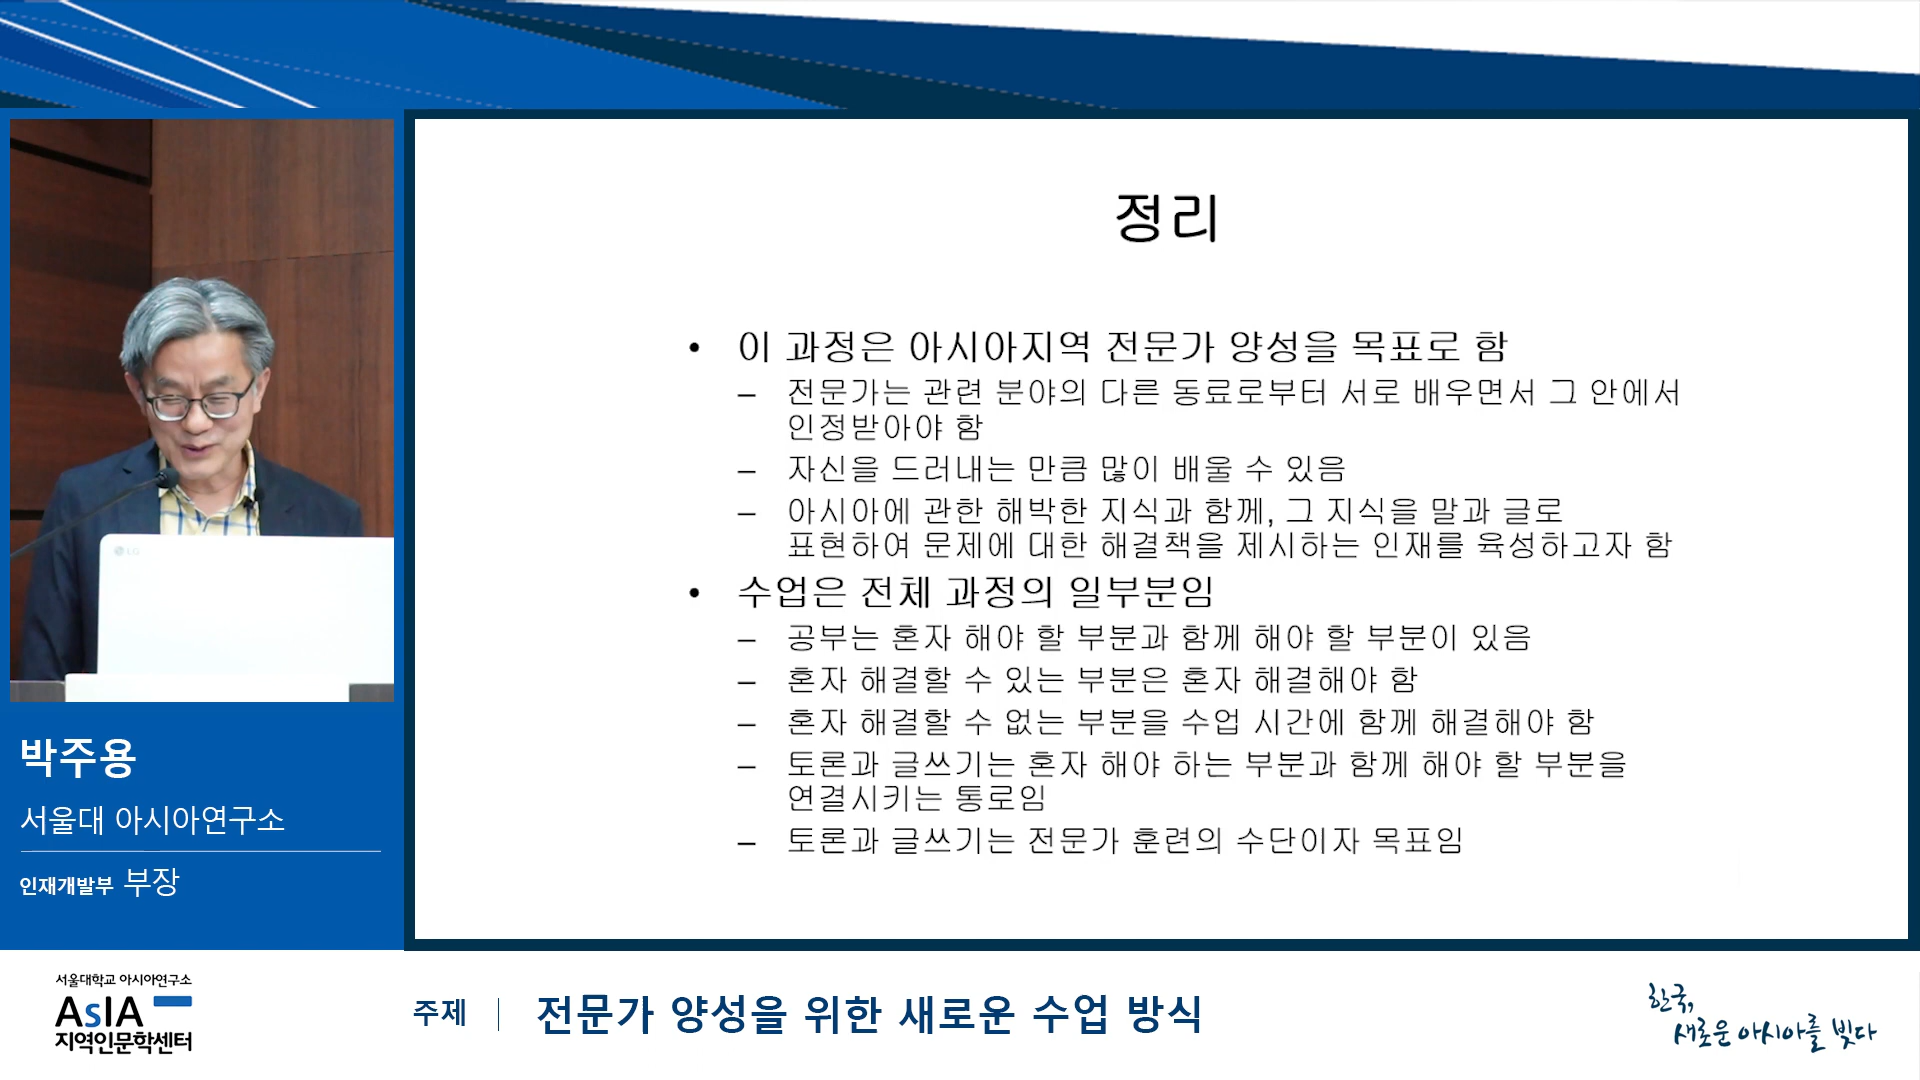 정리
• 이 과정은 아시아지역 전문가 양성을 목표로 함
– 전문가는 관련 분야의 다른 동료로부터 서로 배우면서 그 안에서
인정받아야 함
– 자신을 드러내는 만큼 많이 배울 수 있음
– 아시아에 관한 해박한 지식과 함께, 그 지식을 말과 글로
표현하여 문제에 대한 해결책을 제시하는 인재를 육성하고자 함
• 수업은 전체 과정의 일부분임
– 공부는 혼자 해야 할 부분과 함께 해야 할 부분이 있음
– 혼자 해결할 수 있는 부분은 혼자 해결해야 함
– 혼자 해결할 수 없는 부분을 수업 시간에 함께 해결해야 함
– 토론과 글쓰기는 혼자 해야 하는 부분과 함께 해야 할 부분을
연결시키는 통로임
– 토론과 글쓰기는 전문가 훈련의 수단이자 목표임
LG
박주용
서울대 아시아연구소
인재개발부 부장
서울대학교 아시아연구소
AsIA
지역인문학센터
주제 | 전문가 양성을 위한 새로운 수업 방식
한국,
새로운 아시아를 빚다